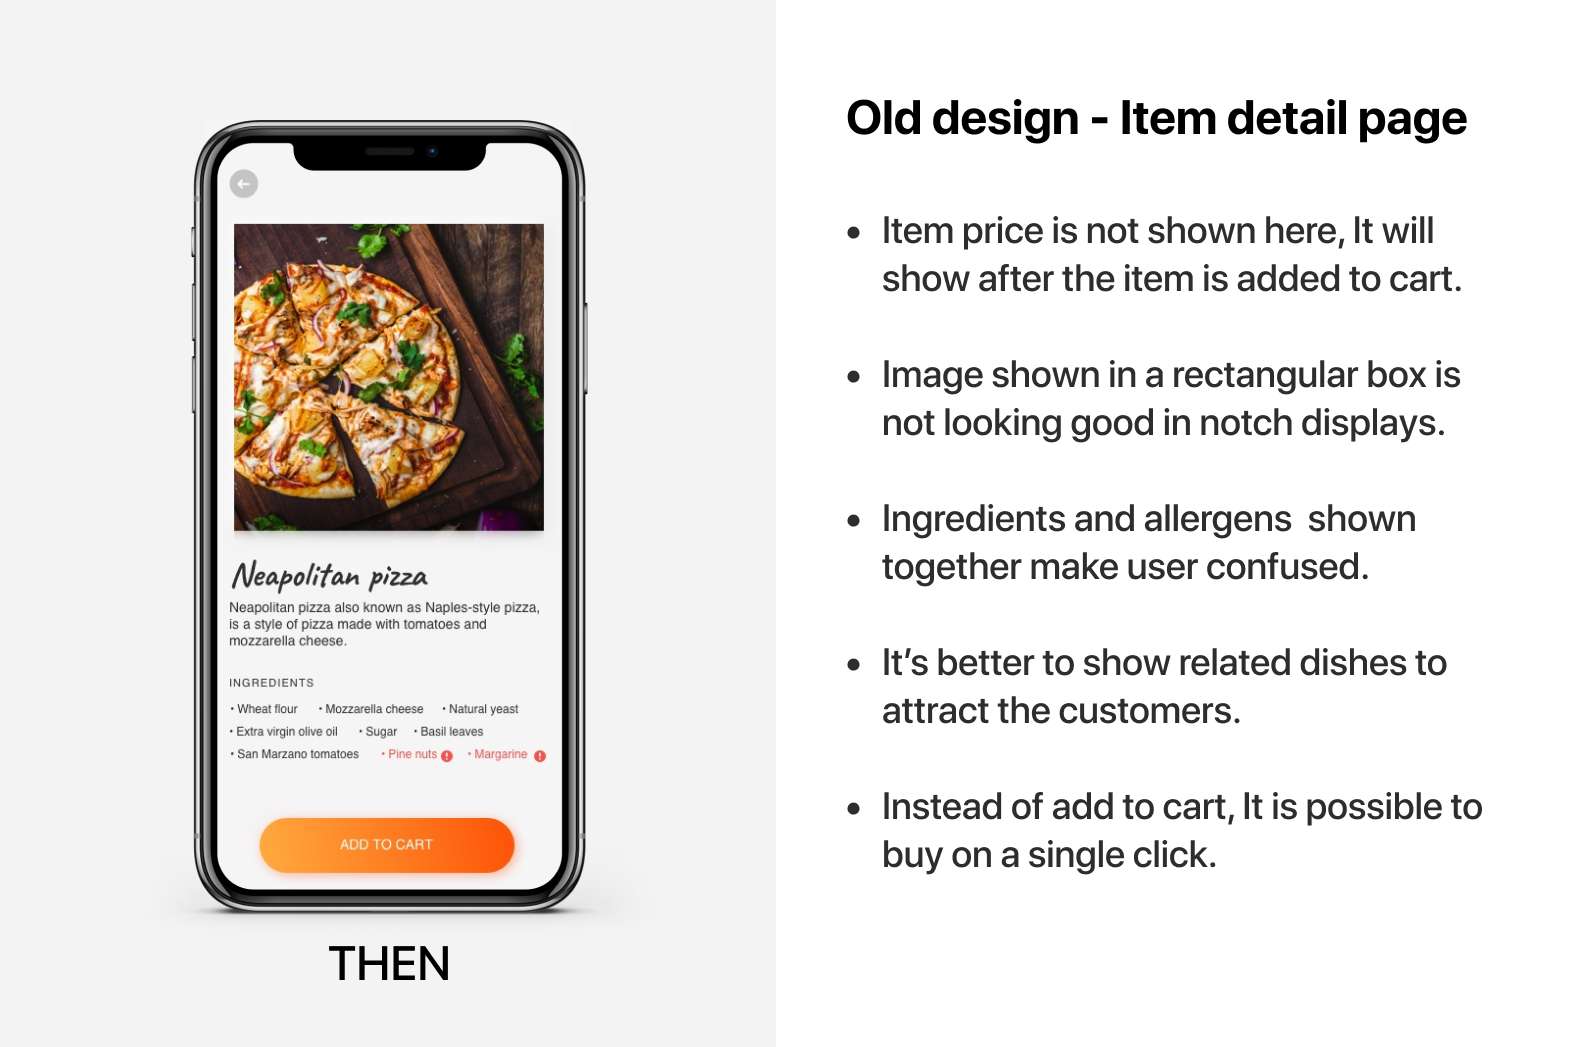 Neapolitan pizza
Neapolitan pizza also known as Naples-style pizza,
is a style of pizza made with tomatoes and
mozzarella cheese.
INGREDIENTS
• Wheat flour • Mozzarella cheese • Natural yeast
• Extra virgin olive oil • Sugar • Basil leaves
• San Marzano tomatoes • Pine nuts • Margarine
ADD TO CART
THEN
Old design - Item detail page
• Item price is not shown here, It will
show after the item is added to cart.
• Image shown in a rectangular box is
not looking good in notch displays.
• Ingredients and allergens  shown
together make user confused.
• It’s better to show related dishes to
attract the customers.
• Instead of add to cart, It is possible to
buy on a single click.